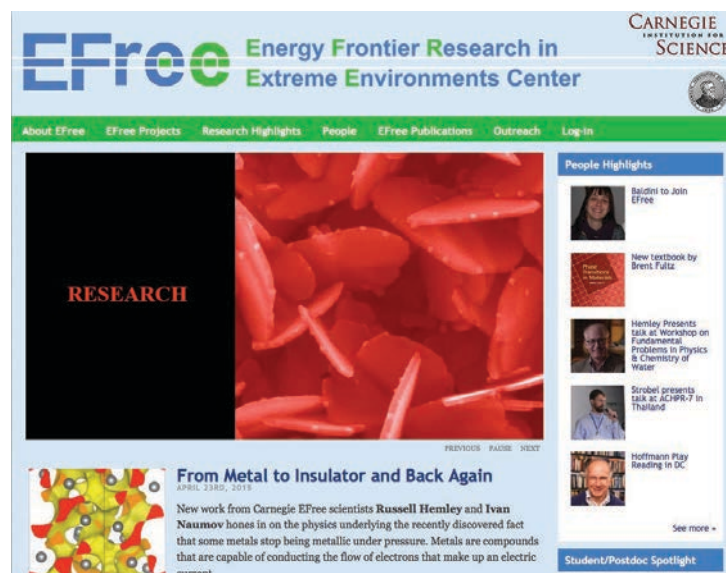 CARNEGIE
INSTITUTION FOR
SCIENCE
EFree
Energy Frontier Research in
Extreme Environments Center
About EFree EFree Projects Research Highlights People EFree Publications Outreach Log-in
RESEARCH
PREVIOUS PAUSE NEXT
From Metal to Insulator and Back Again
APRIL 23RD, 2015
New work from Carnegie EFree scientists Russell Hemley and Ivan
Naumov hones in on the physics underlying the recently discovered fact
that some metals stop being metallic under pressure. Metals are compounds
that are capable of conducting the flow of electrons that make up an electric
People Highlights
Baldini to Join
EFree
Phase
Transitions
in Materials
New textbook by
Brent Fultz
Hemley Presents
talk at Workshop on
Fundamental
Problems in Physics
& Chemistry of
Water
Strobel presents
talk at ACHPR-7 in
Thailand
Hoffmann Play
Reading in DC
See more »
Student/Postdoc Spotlight